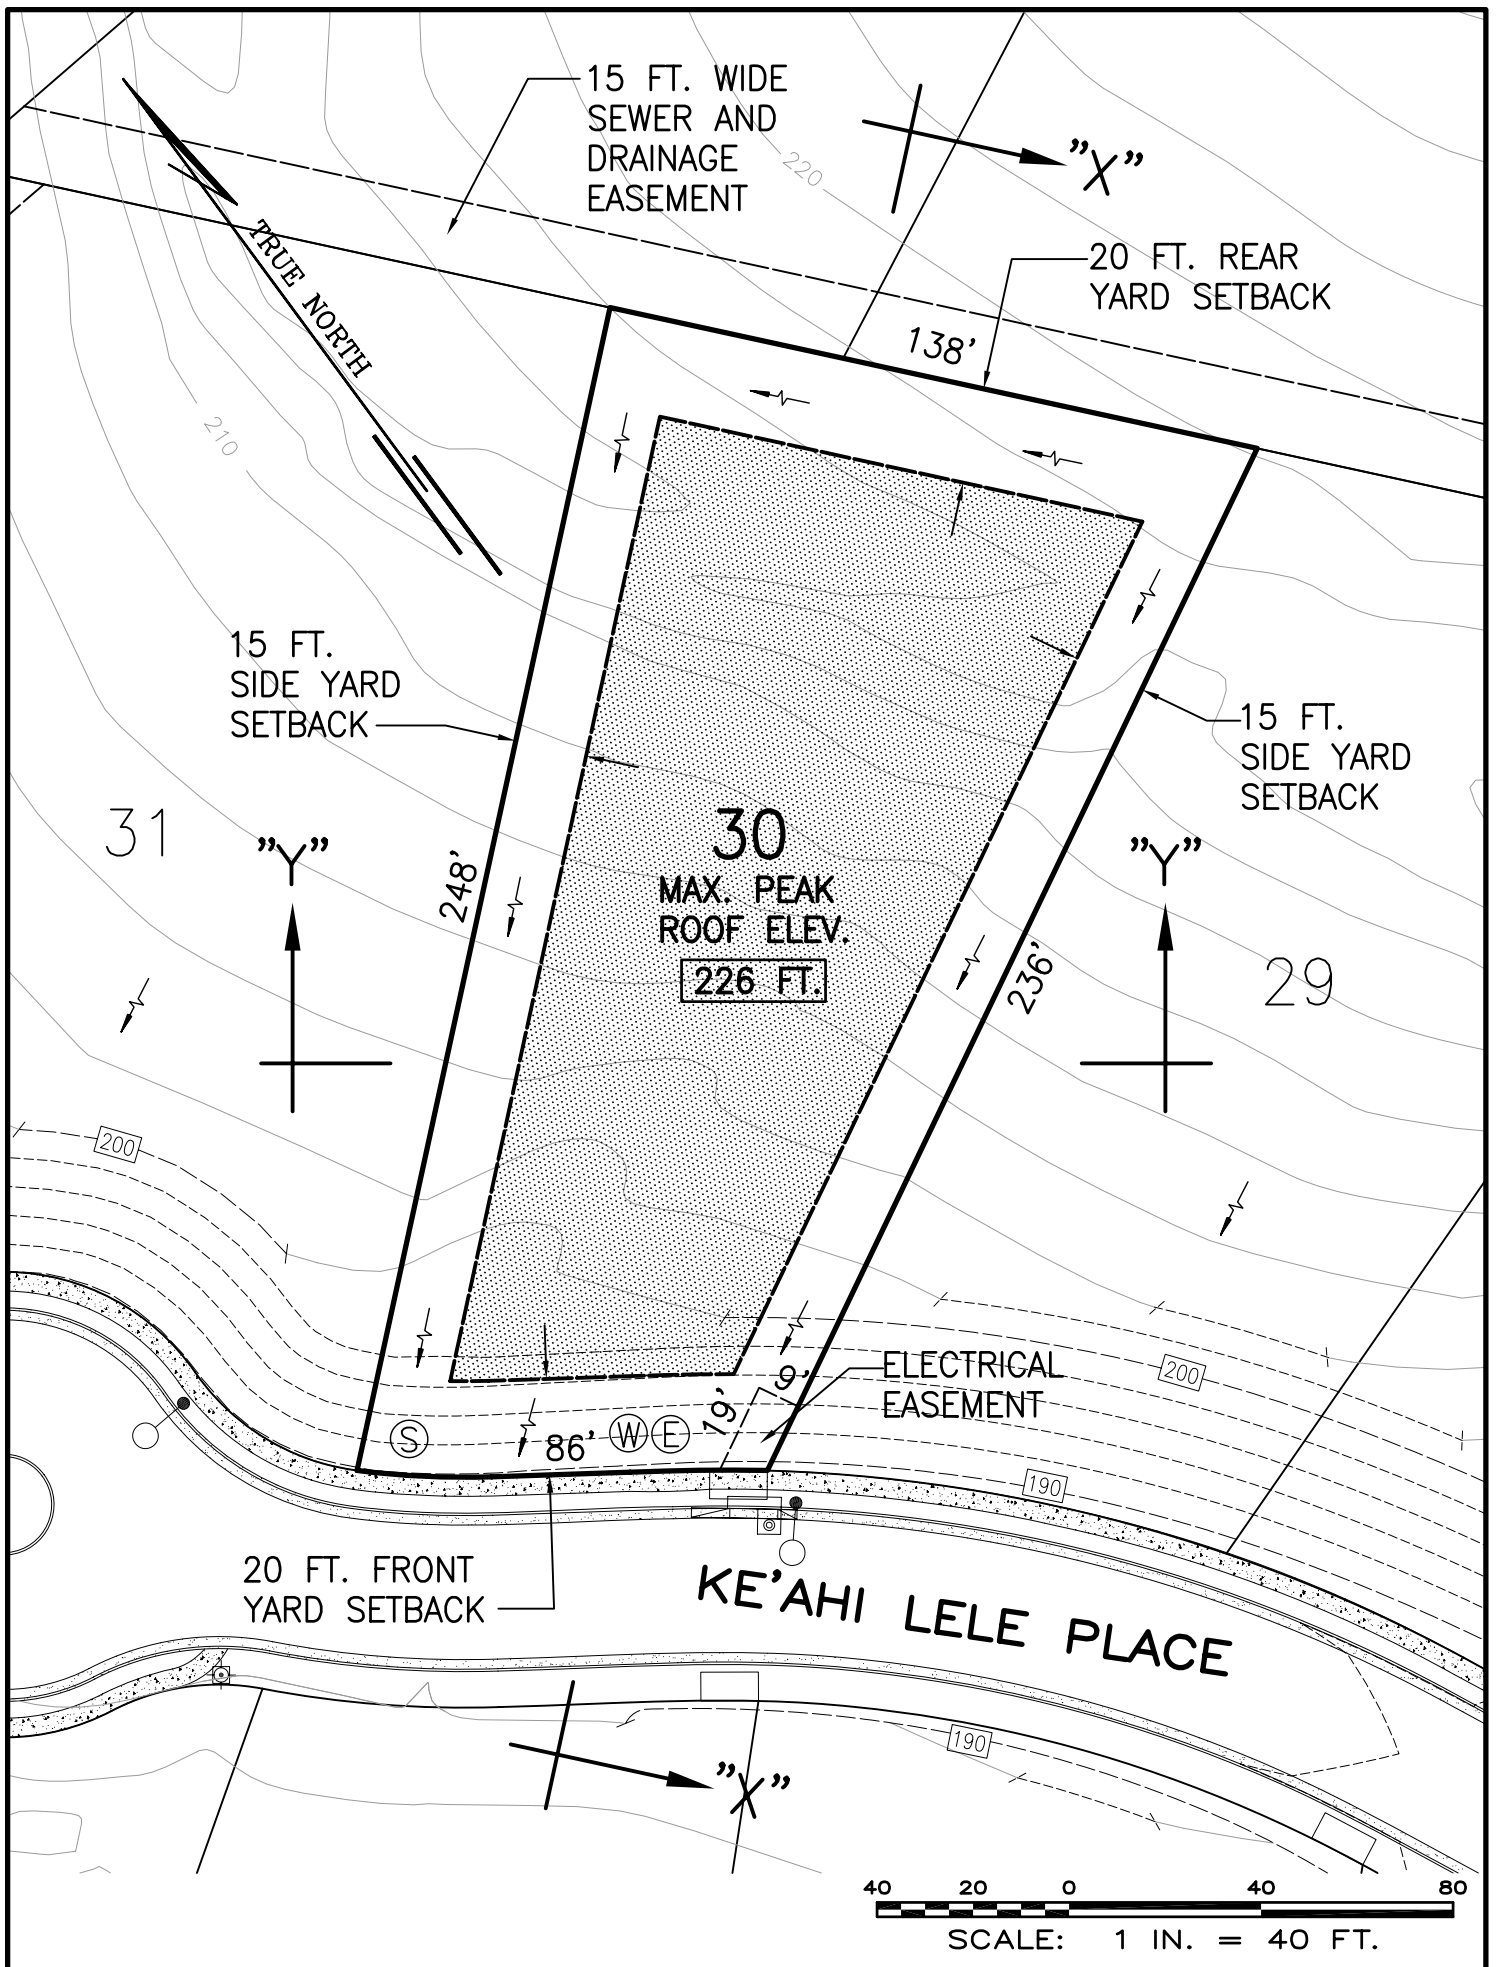 15 FT. WIDE
SEWER AND
DRAINAGE
EASEMENT
"X"
220
20 FT. REAR
YARD SETBACK
138'
TRUE NORTH
210
15 FT.
SIDE YARD
SETBACK
15 FT.
SIDE YARD
SETBACK
31
"Y"
30
MAX. PEAK
ROOF ELEV.
226 FT.
248'
236'
"Y"
29
200
ELECTRICAL
EASEMENT
200
9'
19'
S
86'
W
E
190
20 FT. FRONT
YARD SETBACK
KE'AHI LELE PLACE
190
"X"
40 20 0 40 80
SCALE: 1 IN. = 40 FT.